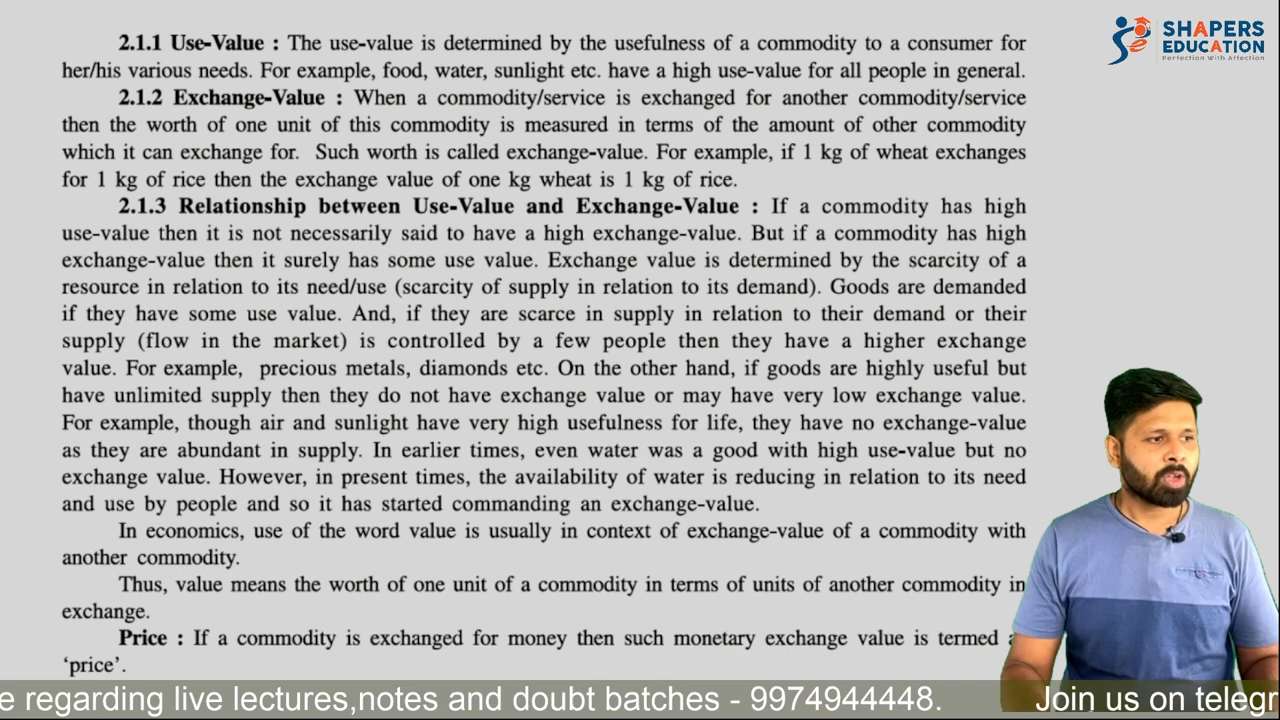 2.1.1 Use-Value : The use-value is determined by the usefulness of a commodity to a consumer for
her/his various needs. For example, food, water, sunlight etc. have a high use-value for all people in general.
2.1.2 Exchange-Value : When a commodity/service is exchanged for another commodity/service
then the worth of one unit of this commodity is measured in terms of the amount of other commodity
which it can exchange for. Such worth is called exchange-value. For example, if 1 kg of wheat exchanges
for 1 kg of rice then the exchange value of one kg wheat is 1 kg of rice.
2.1.3 Relationship between Use-Value and Exchange-Value : If a commodity has high
use-value then it is not necessarily said to have a high exchange-value. But if a commodity has high
exchange-value then it surely has some use value. Exchange value is determined by the scarcity of a
resource in relation to its need/use (scarcity of supply in relation to its demand). Goods are demanded
if they have some use value. And, if they are scarce in supply in relation to their demand or their
supply (flow in the market) is controlled by a few people then they have a higher exchange
value. For example, precious metals, diamonds etc. On the other hand, if goods are highly useful but
have unlimited supply then they do not have exchange value or may have very low exchange value.
For example, though air and sunlight have very high usefulness for life, they have no exchange-value
as they are abundant in supply. In earlier times, even water was a good with high use-value but no
exchange value. However, in present times, the availability of water is reducing in relation to its need
and use by people and so it has started commanding an exchange-value.
In economics, use of the word value is usually in context of exchange-value of a commodity with
another commodity.
Thus, value means the worth of one unit of a commodity in terms of units of another commodity in
exchange.
Price : If a commodity is exchanged for money then such monetary exchange value is termed
'price'.
SHAPERS
EDUCATION
Perfection With Affection
e regarding live lectures,notes and doubt batches - 9974944448.
Join us on telegr